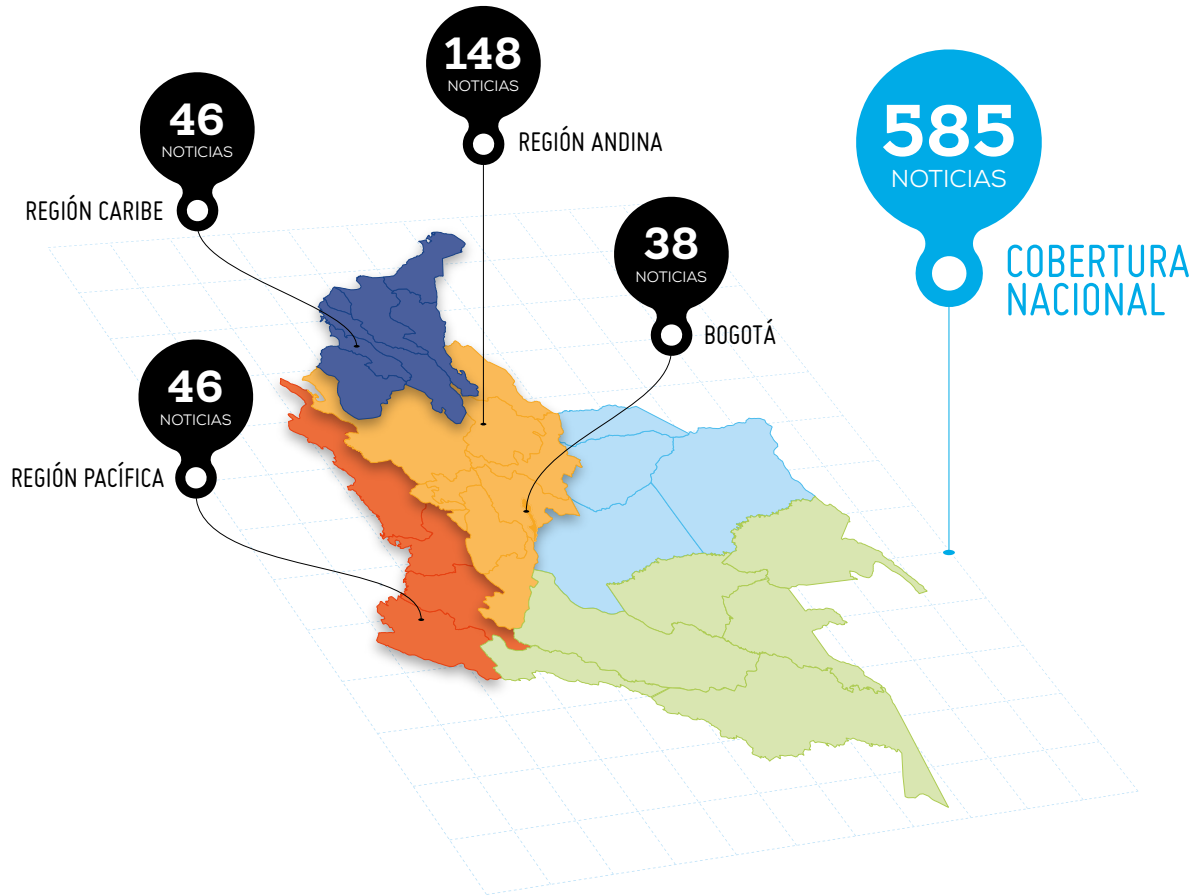 148
NOTICIAS
REGIÓN ANDINA
46
NOTICIAS
REGIÓN CARIBE
585
NOTICIAS
COBERTURA
NACIONAL
38
NOTICIAS
BOGOTÁ
46
NOTICIAS
REGIÓN PACÍFICA